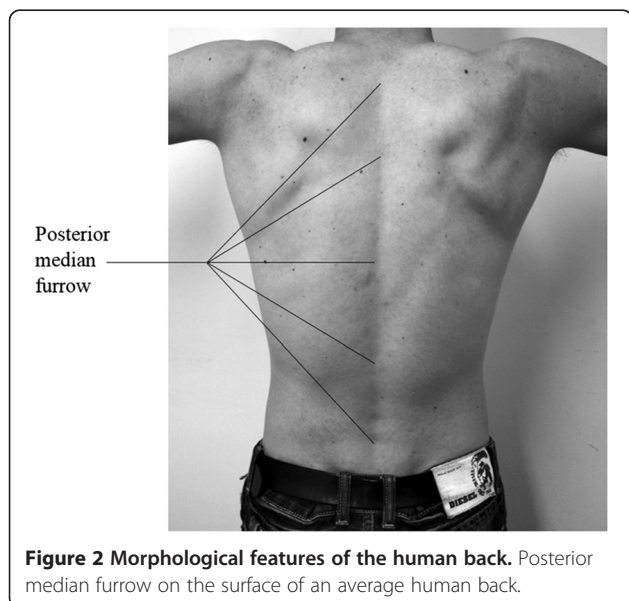 Posterior
median
furrow
DIESEL
Figure 2 Morphological features of the human back. Posterior
median furrow on the surface of an average human back.